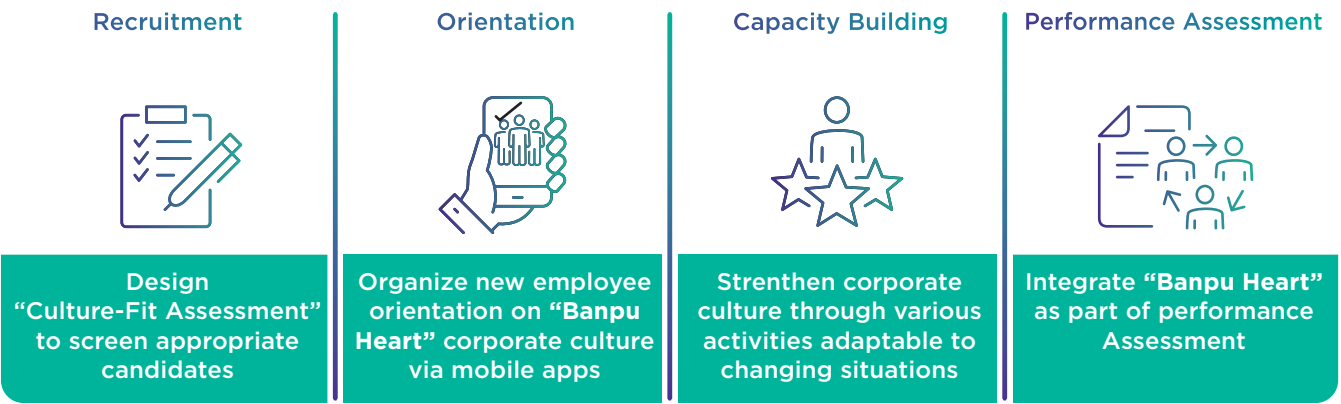 Recruitment
Design
“Culture-Fit Assessment”
to screen appropriate
candidates
Orientation
Organize new employee
orientation on “Banpu
Heart” corporate culture
via mobile apps
Capacity Building
Strenthen corporate
culture through various
activities adaptable to
changing situations
Performance Assessment
Integrate “Banpu Heart”
as part of performance
Assessment